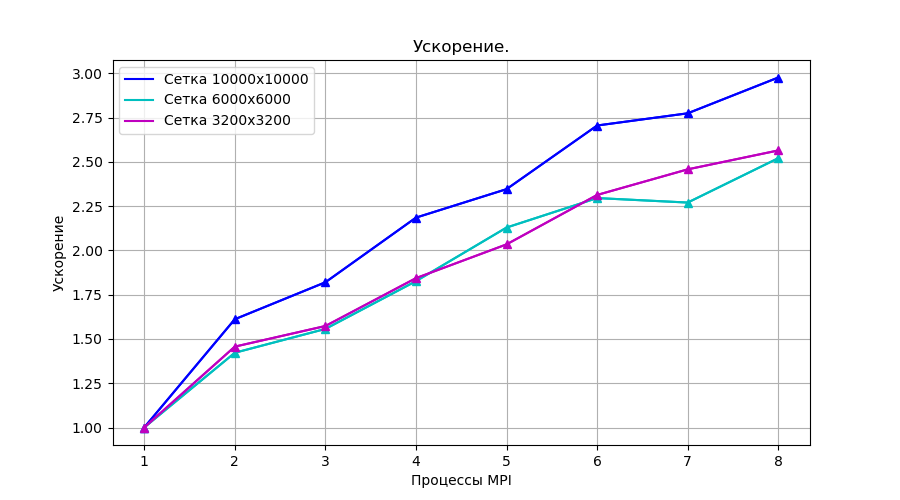 Ускорение.
Сетка 10000x10000
Сетка 6000x6000
Сетка 3200x3200
Ускорение
3.00
2.75
2.50
2.25
2.00
1.75
1.50
1.25
1.00
1 2 3 4 5 6 7 8
Процессы MPI